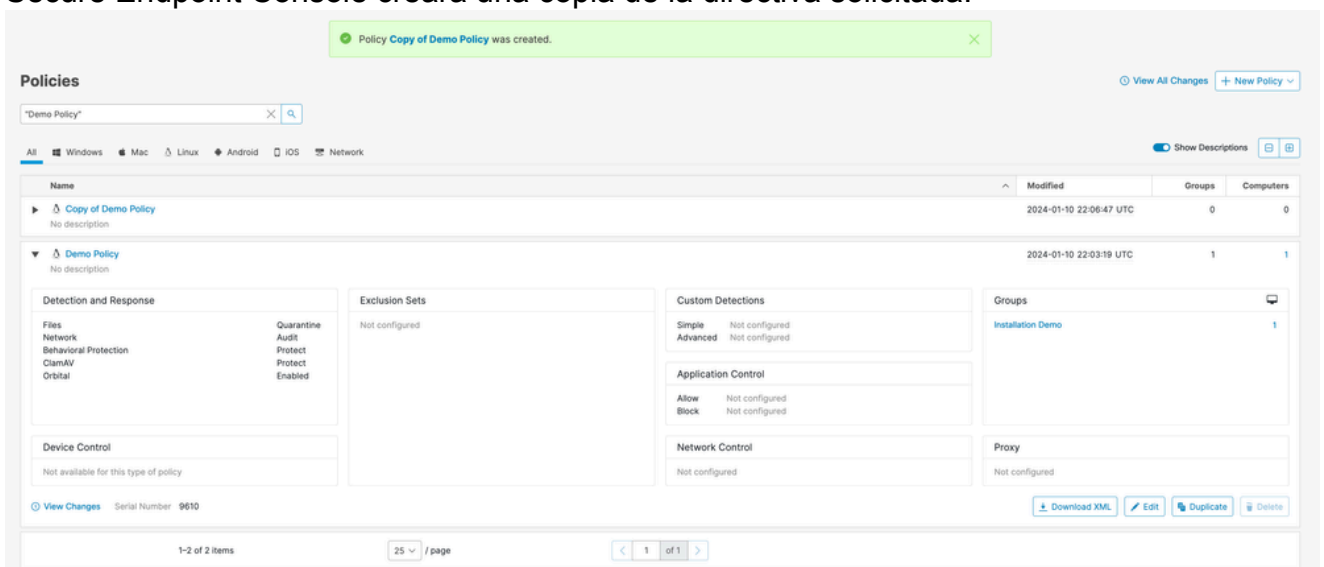 Secure Endpoint Console creará una copia de la directiva solicitada.
Policy Copy of Demo Policy was created.
Policies
View All Changes
+ New Policy
"Demo Policy"
All Windows Mac Linux Android iOS Network
Show Descriptions
Name Modified Groups Computers
Copy of Demo Policy 2024-01-10 22:06:47 UTC 0 0
No description
Demo Policy 2024-01-10 22:03:19 UTC 1 1
No description
Detection and Response
Files Quarantine
Network Audit
Behavioral Protection Protect
ClamAV Protect
Orbital Enabled
Exclusion Sets
Not configured
Custom Detections
Simple Not configured
Advanced Not configured
Application Control
Allow Not configured
Block Not configured
Groups
Installation Demo 1
Device Control
Not available for this type of policy
Network Control
Not configured
Proxy
Not configured
View Changes Serial Number 9610
Download XML Edit Duplicate Delete
1–2 of 2 items 25 / page 1 of 1